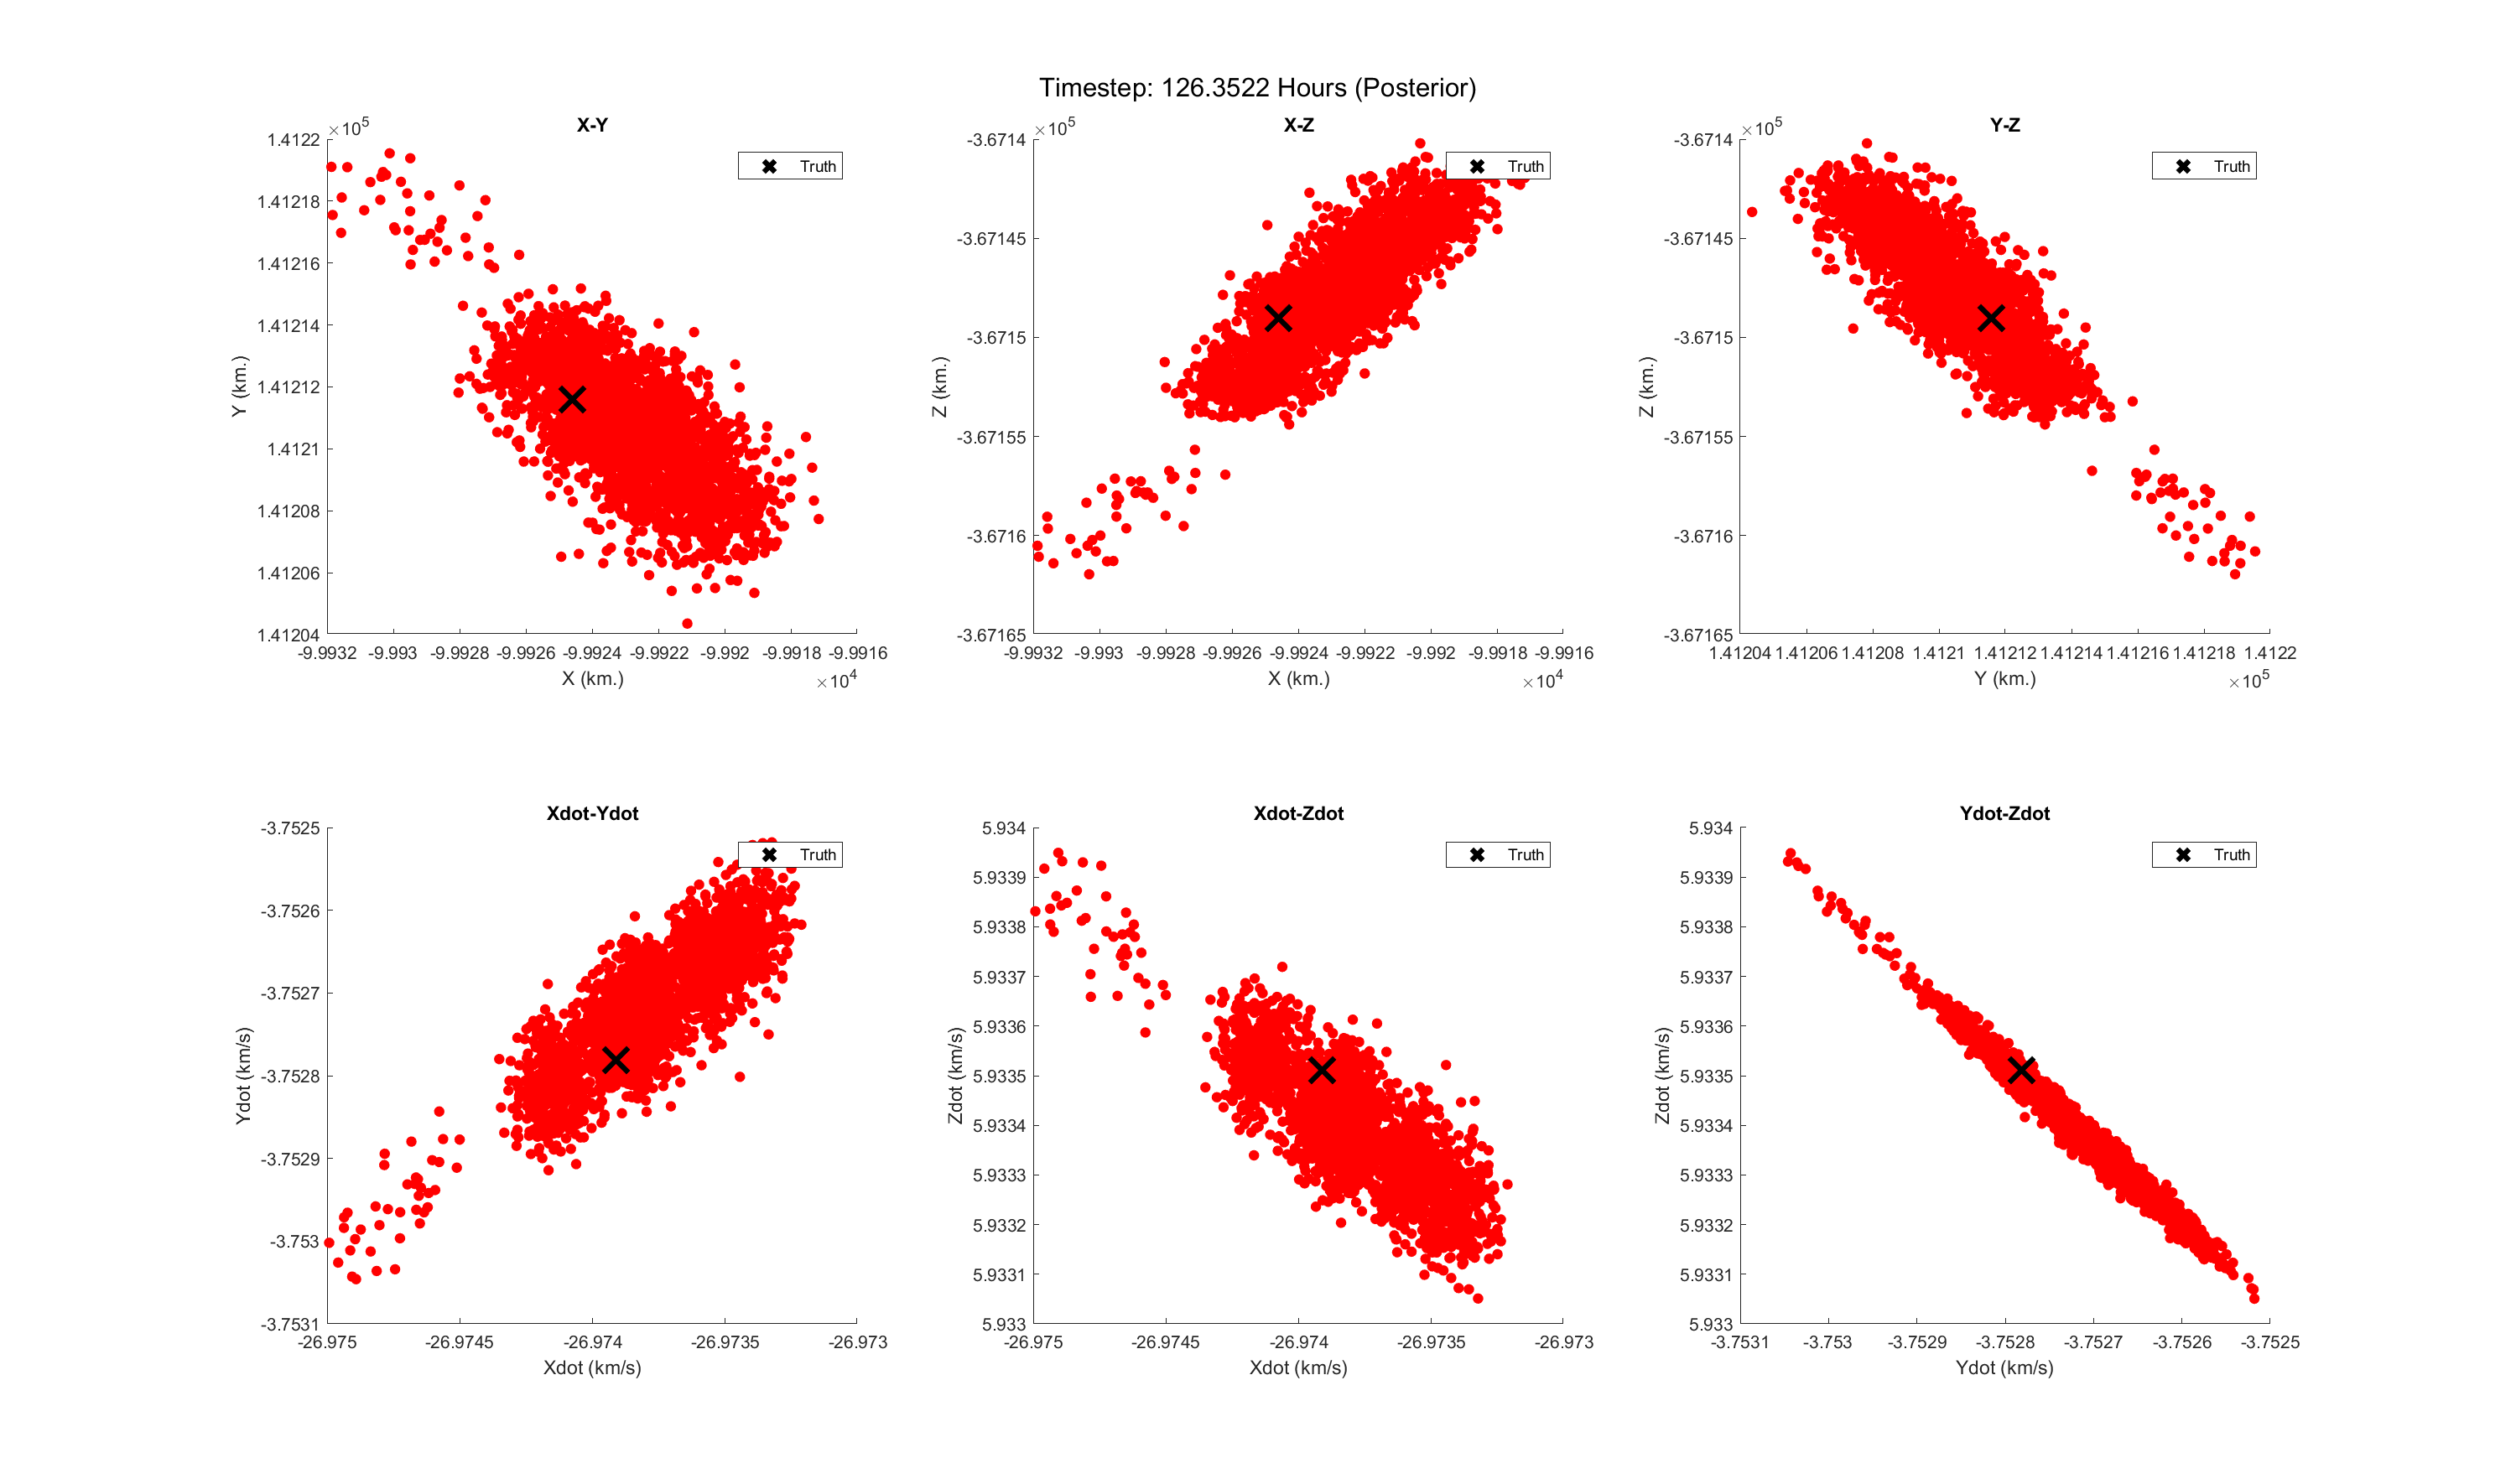 Timestep: 126.3522 Hours (Posterior)
X-Y
×10^5
1.4122
1.41218
1.41216
1.41214
1.41212
1.4121
1.41208
1.41206
1.41204
Y (km.)
Truth
-9.9932 -9.993 -9.9928 -9.9926 -9.9924 -9.9922 -9.992 -9.9918 -9.9916
X (km.)
×10^4
X-Z
×10^5
-3.6714
-3.67145
-3.6715
-3.67155
-3.6716
-3.67165
Z (km.)
Truth
-9.9932 -9.993 -9.9928 -9.9926 -9.9924 -9.9922 -9.992 -9.9918 -9.9916
X (km.)
×10^4
Y-Z
×10^5
-3.6714
-3.67145
-3.6715
-3.67155
-3.6716
-3.67165
Z (km.)
Truth
1.41204 1.41206 1.41208 1.4121 1.41212 1.41214 1.41216 1.41218 1.4122
Y (km.)
×10^5
Xdot-Ydot
-3.7525
-3.7526
-3.7527
-3.7528
-3.7529
-3.753
-3.7531
Ydot (km/s)
Truth
-26.975 -26.9745 -26.974 -26.9735 -26.973
Xdot (km/s)
Xdot-Zdot
5.934
5.9339
5.9338
5.9337
5.9336
5.9335
5.9334
5.9333
5.9332
5.9331
5.933
Zdot (km/s)
Truth
-26.975 -26.9745 -26.974 -26.9735 -26.973
Xdot (km/s)
Ydot-Zdot
5.934
5.9339
5.9338
5.9337
5.9336
5.9335
5.9334
5.9333
5.9332
5.9331
5.933
Zdot (km/s)
Truth
-3.7531 -3.753 -3.7529 -3.7528 -3.7527 -3.7526 -3.7525
Ydot (km/s)